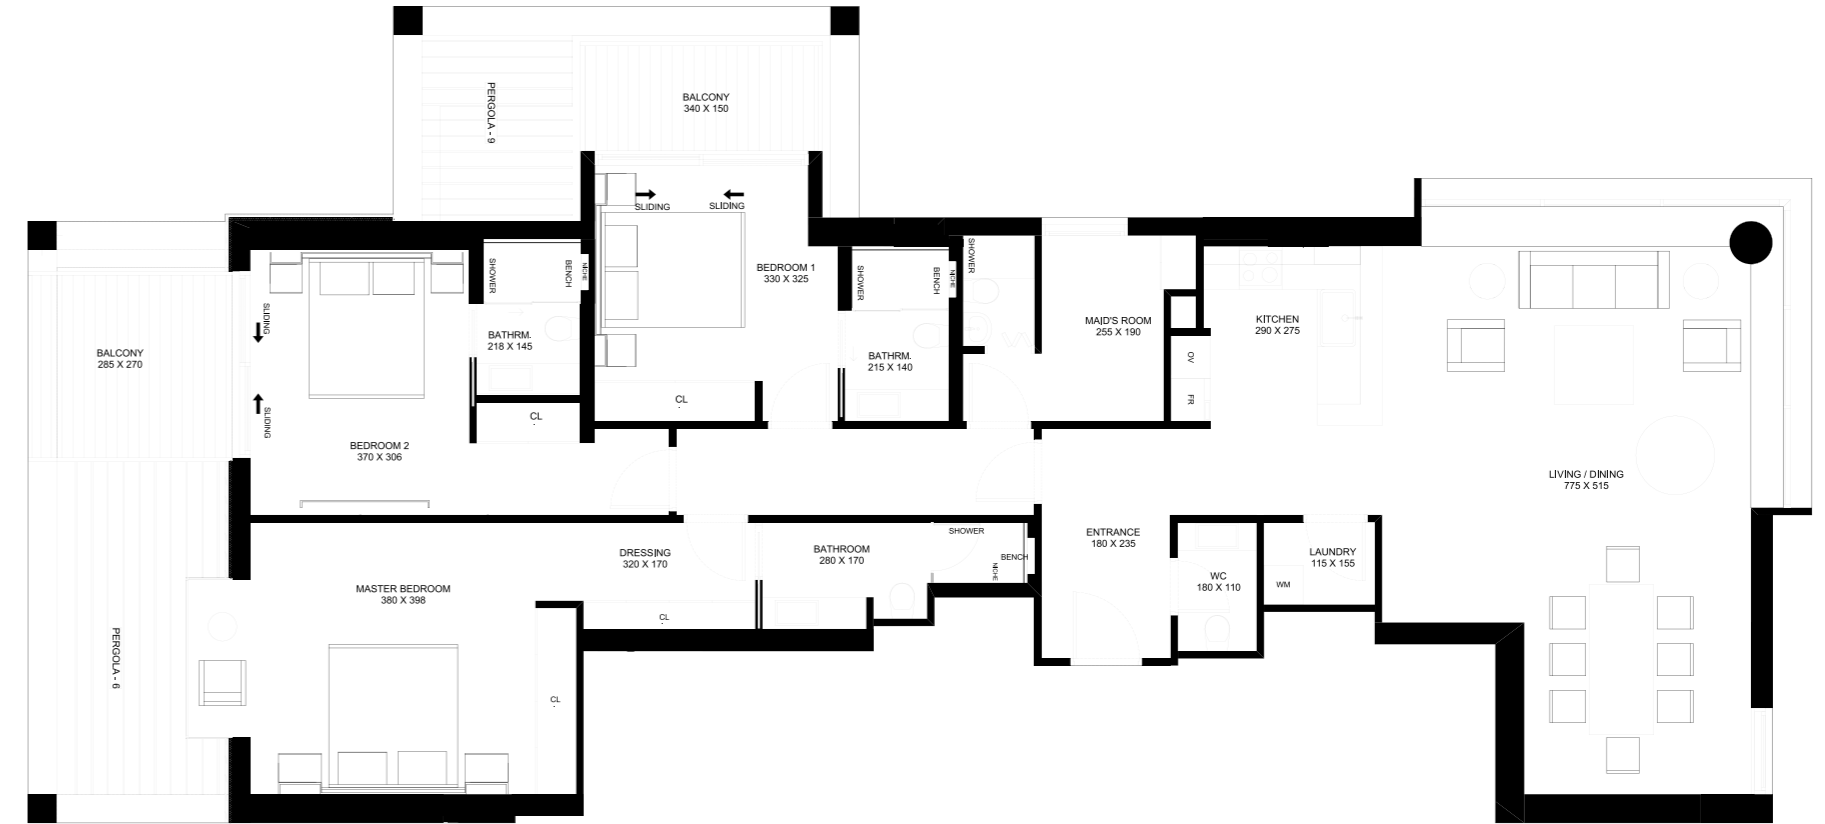 PERGOLA - 9
BALCONY
340 X 150
SLIDING
SLIDING
BEDROOM 1
330 X 325
CL
SHOWER
BENCH
NICHE
BATHRM.
218 X 145
CL
SHOWER
BENCH
NICHE
BATHRM.
215 X 140
SHOWER
MAID'S ROOM
255 X 190
KITCHEN
290 X 275
OV
FR
BALCONY
285 X 270
SLIDING
SLIDING
BEDROOM 2
370 X 306
LIVING / DINING
775 X 515
PERGOLA - 6
MASTER BEDROOM
380 X 398
CL
DRESSING
320 X 170
CL
BATHROOM
280 X 170
SHOWER
BENCH
NICHE
ENTRANCE
180 X 235
WC
180 X 110
LAUNDRY
115 X 155
WM